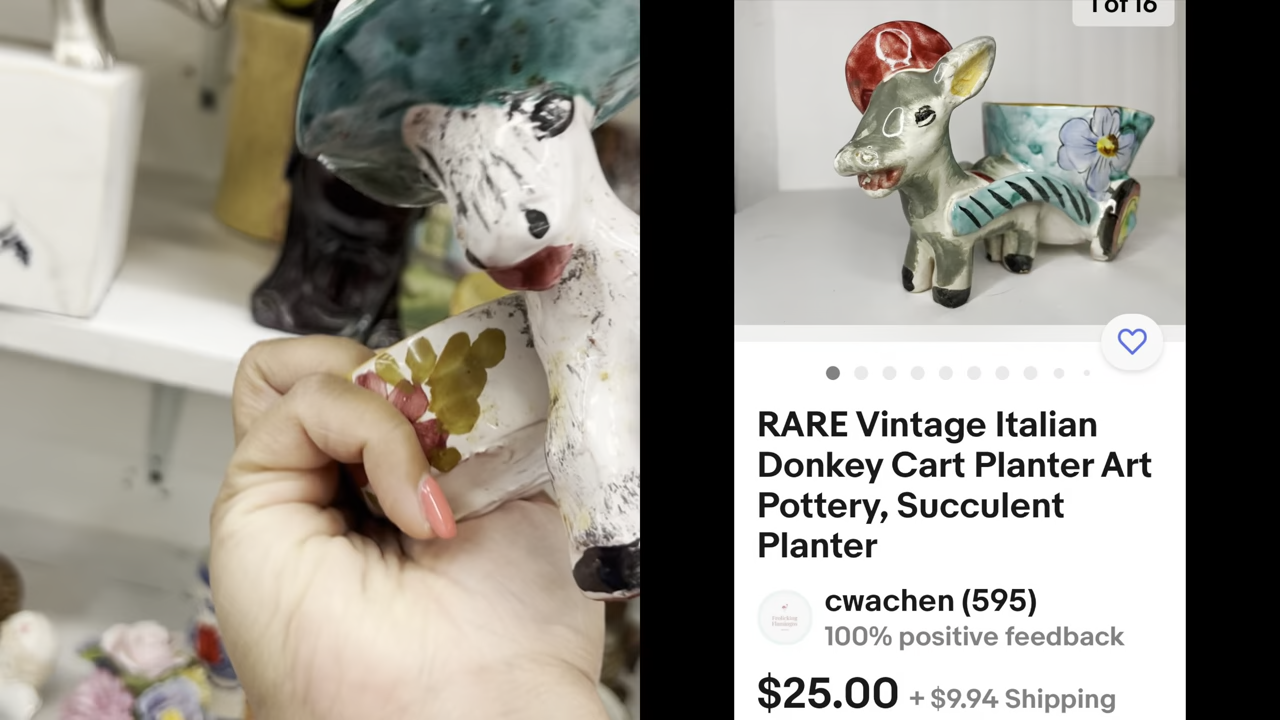 1 of 16
RARE Vintage Italian
Donkey Cart Planter Art
Pottery, Succulent
Planter
cwachen (595)
100% positive feedback
$25.00 + $9.94 Shipping